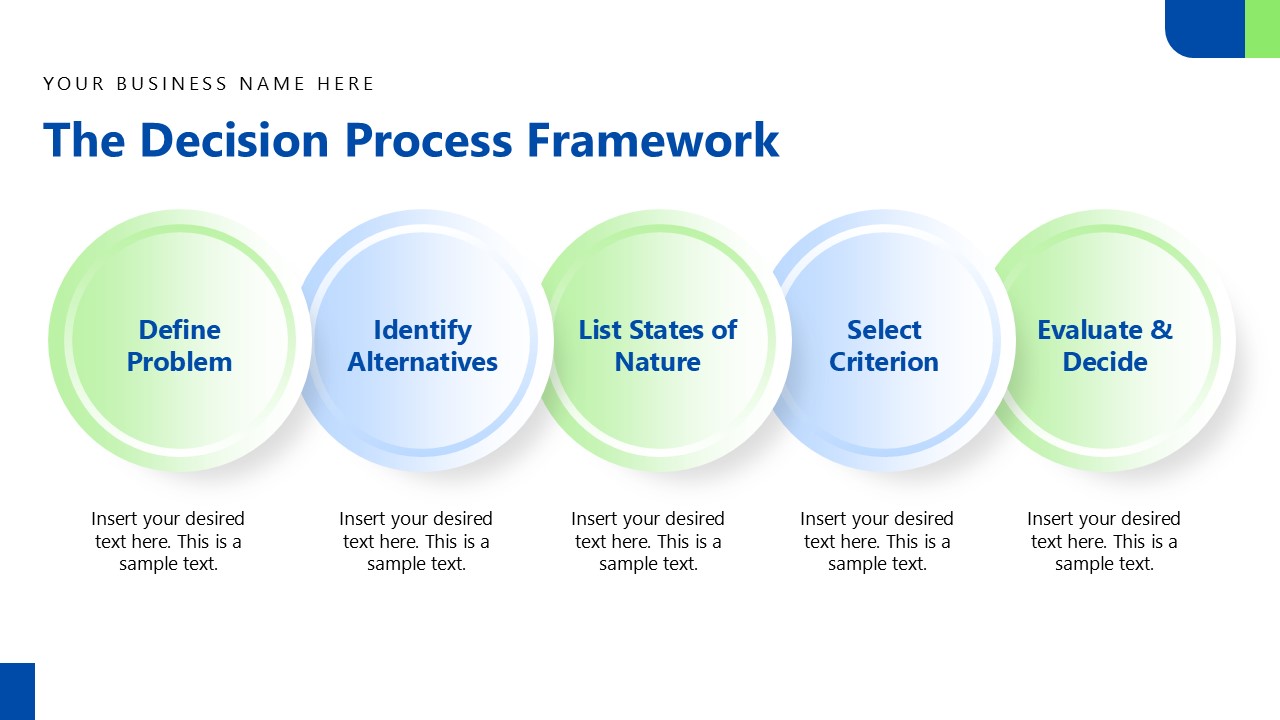 YOUR BUSINESS NAME HERE
The Decision Process Framework
Define
Problem
Identify
Alternatives
List States of
Nature
Select
Criterion
Evaluate &
Decide
Insert your desired
text here. This is a
sample text.
Insert your desired
text here. This is a
sample text.
Insert your desired
text here. This is a
sample text.
Insert your desired
text here. This is a
sample text.
Insert your desired
text here. This is a
sample text.